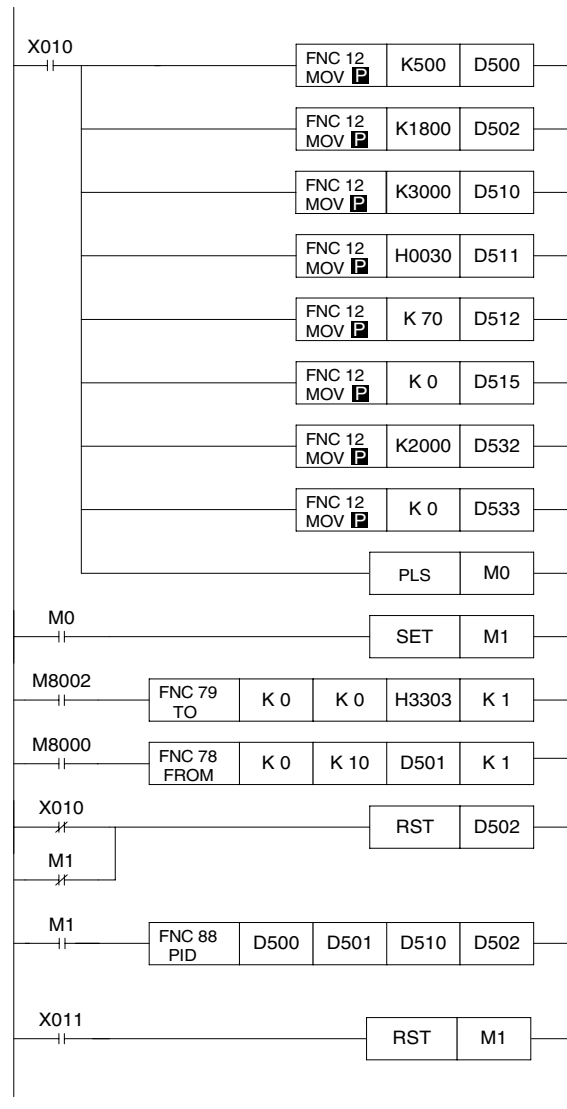 X010
FNC 12 MOV P K500 D500
FNC 12 MOV P K1800 D502
FNC 12 MOV P K3000 D510
FNC 12 MOV P H0030 D511
FNC 12 MOV P K 70 D512
FNC 12 MOV P K 0 D515
FNC 12 MOV P K2000 D532
FNC 12 MOV P K 0 D533
PLS M0
M0
SET M1
M8002
FNC 79 TO K 0 K 0 H3303 K 1
M8000
FNC 78 FROM K 0 K 10 D501 K 1
X010
RST D502
M1
M1
FNC 88 PID D500 D501 D510 D502
X011
RST M1